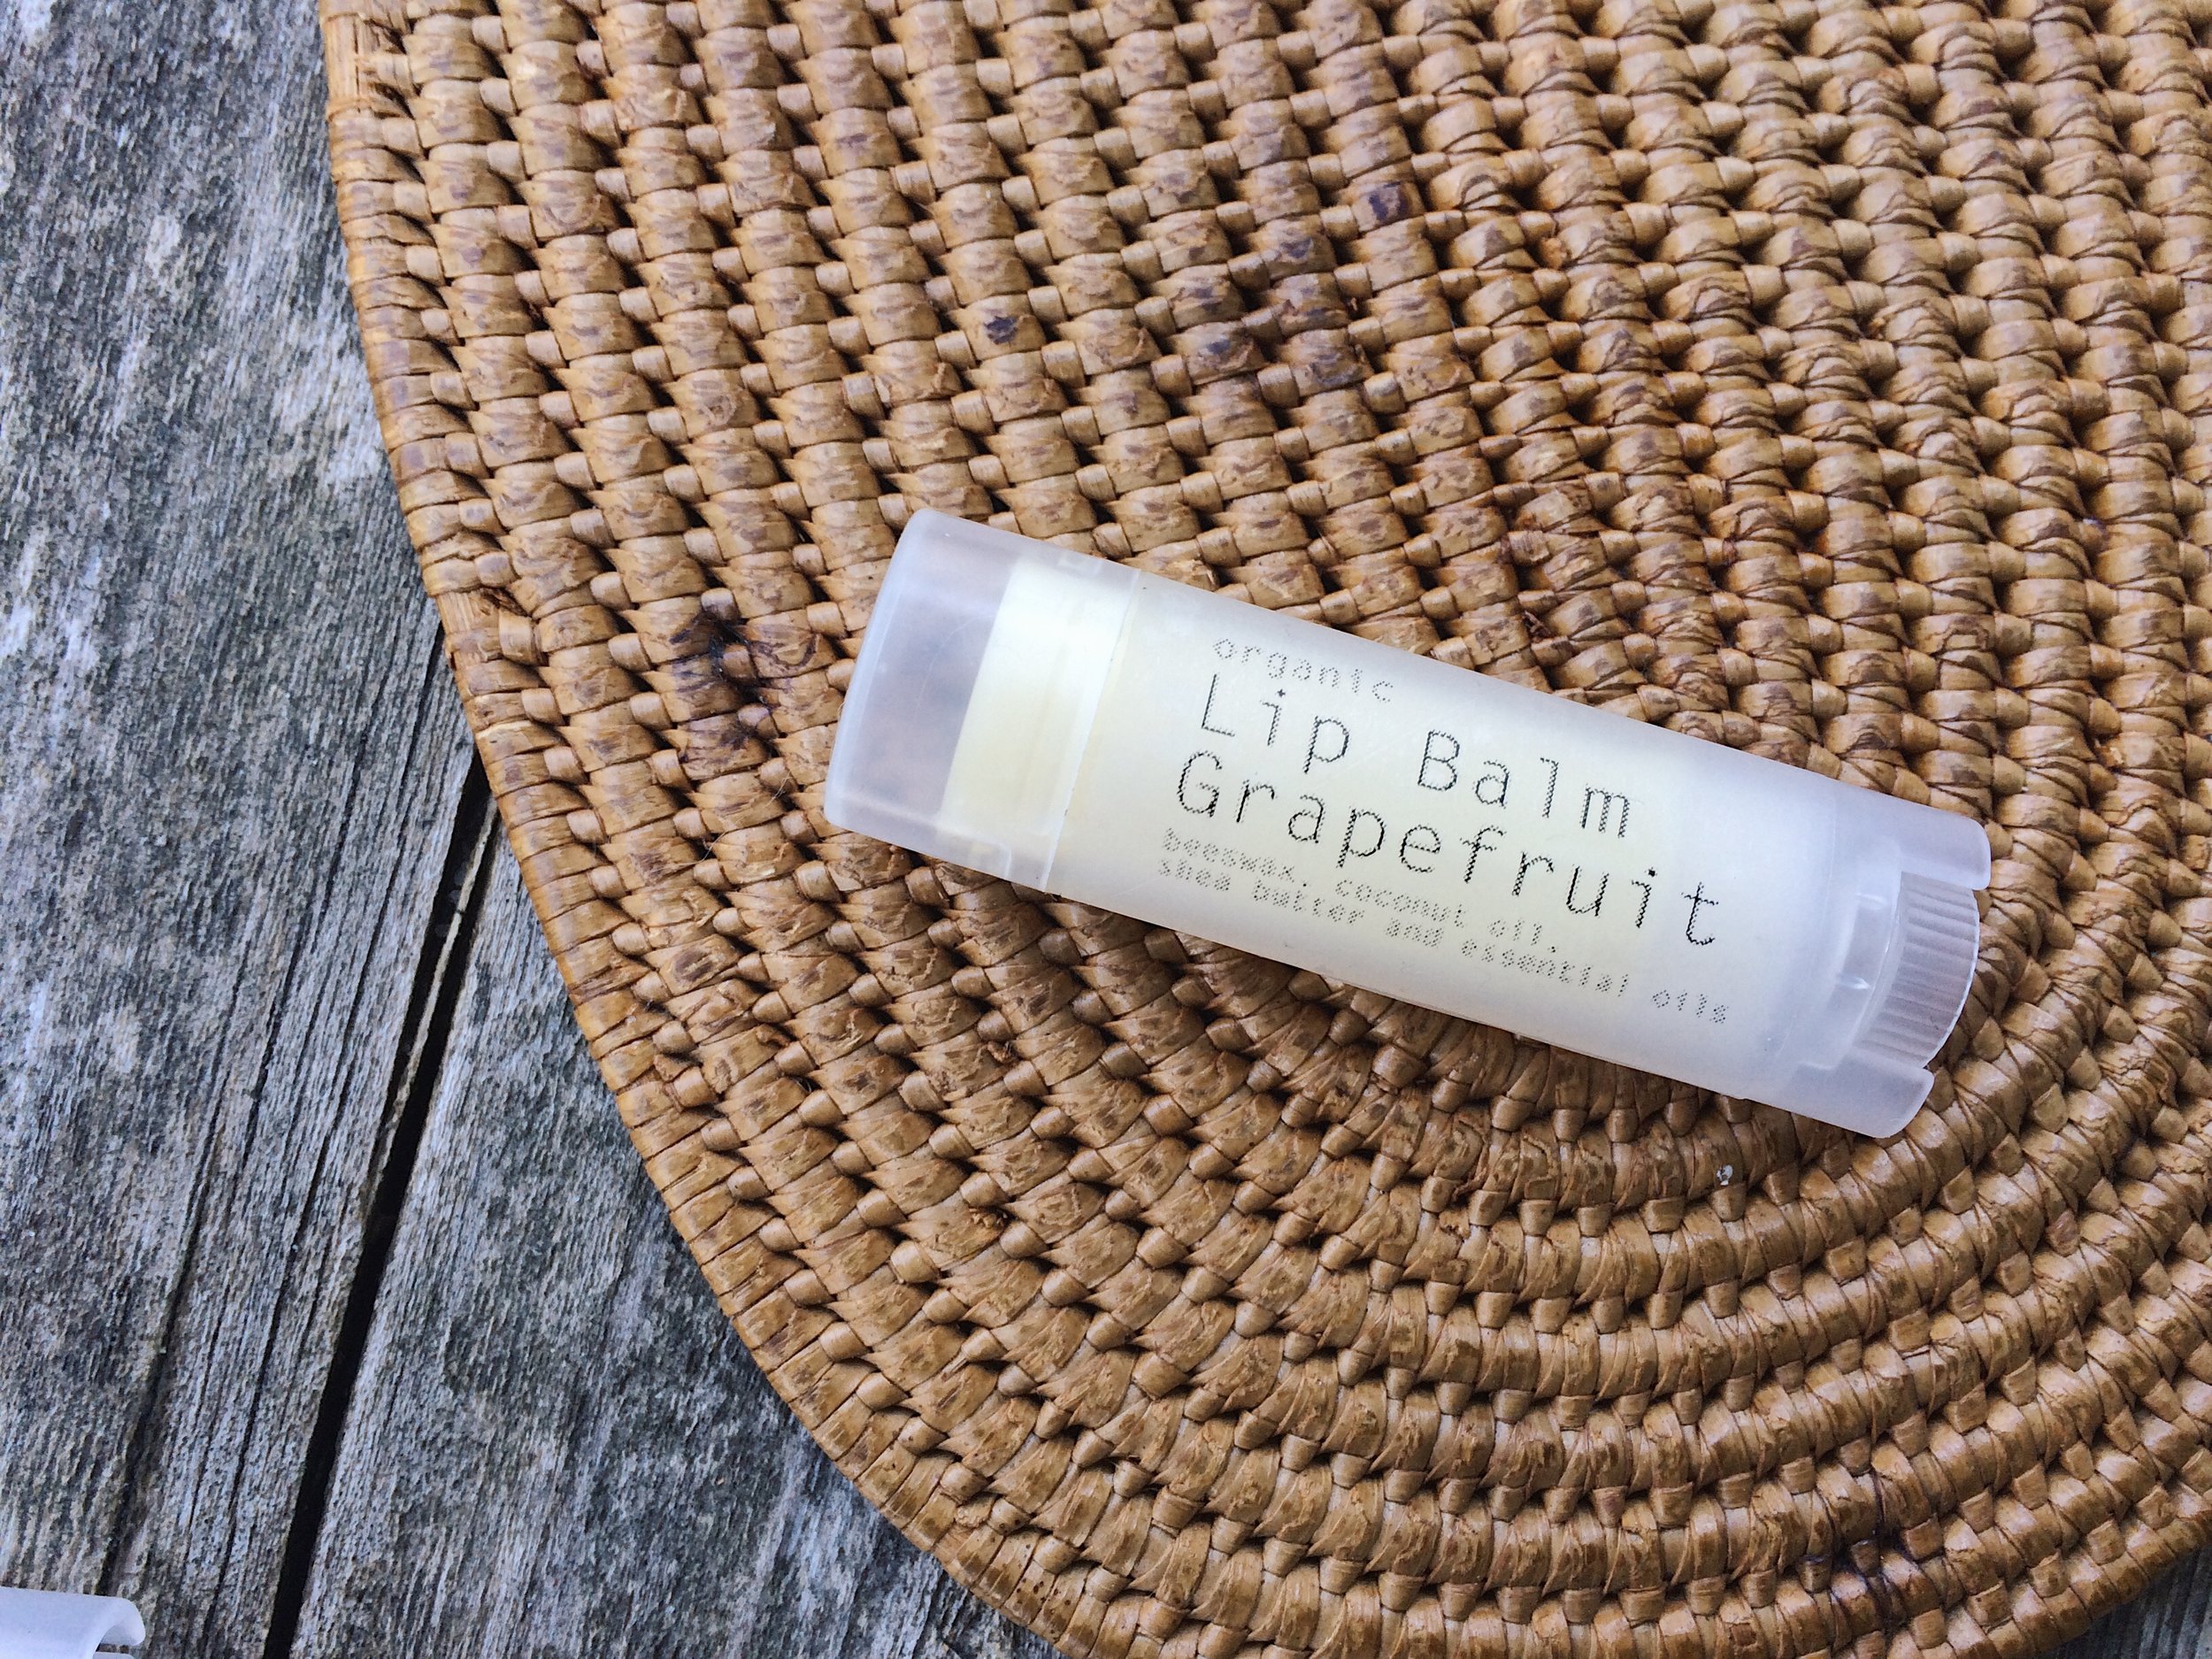 organic
Lip Balm
Grapefruit
beeswax, coconut oil,
shea butter and essential oils